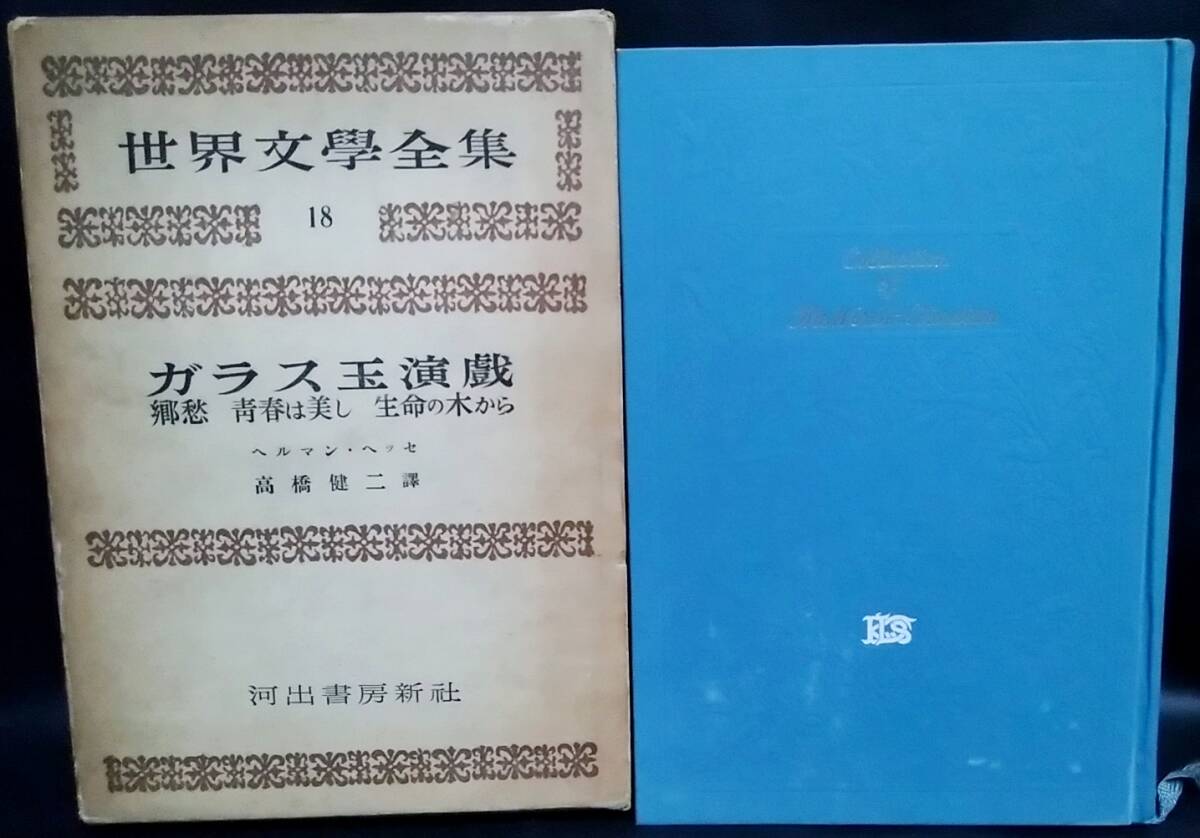 世界文學全集
18
ガラス玉演戲
郷愁 靑春は美し 生命の木から
ヘルマン・ヘッセ
高橋健二譯
河出書房新社
of